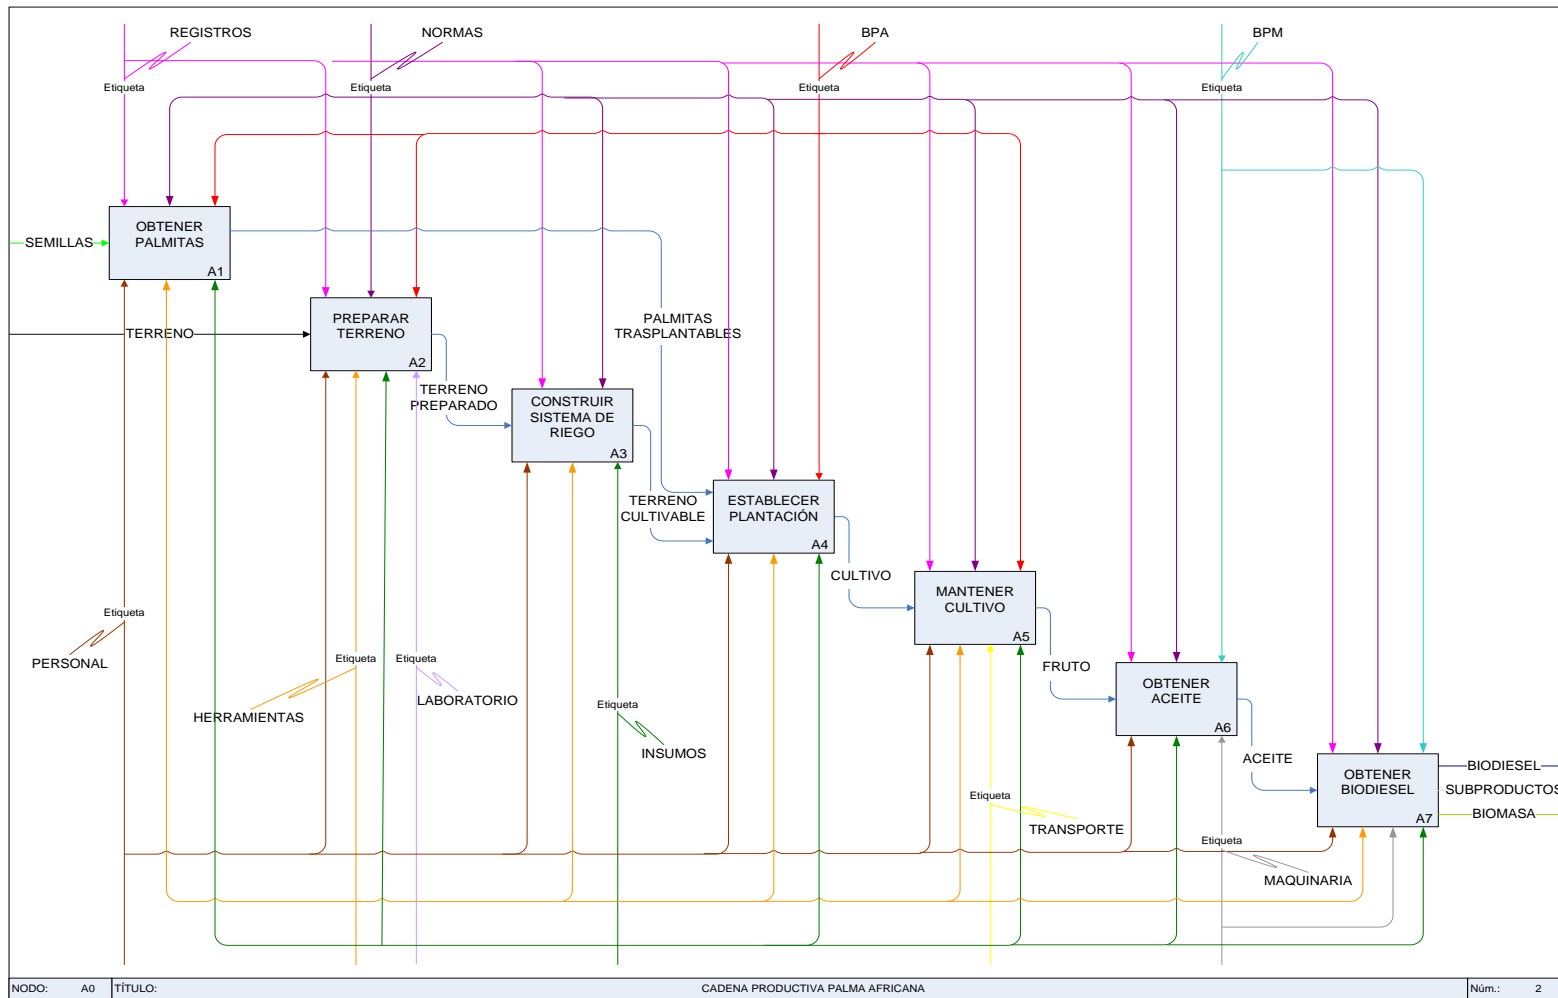 REGISTROS
NORMAS
BPA
BPM
Etiqueta
Etiqueta
Etiqueta
Etiqueta
OBTENER
PALMITAS
A1
SEMILLAS
PREPARAR
TERRENO
A2
TERRENO
PALMITAS
TRASPLANTABLES
TERRENO
PREPARADO
CONSTRUIR
SISTEMA DE
RIEGO
A3
TERRENO
CULTIVABLE
ESTABLECER
PLANTACIÓN
A4
CULTIVO
MANTENER
CULTIVO
A5
Etiqueta
PERSONAL
Etiqueta
HERRAMIENTAS
Etiqueta
LABORATORIO
Etiqueta
INSUMOS
FRUTO
OBTENER
ACEITE
A6
ACEITE
OBTENER
BIODIESEL
A7
BIODIESEL
SUBPRODUCTOS
BIOMASA
Etiqueta
TRANSPORTE
Etiqueta
MAQUINARIA
NODO: A0 TÍTULO: CADENA PRODUCTIVA PALMA AFRICANA Núm.: 2